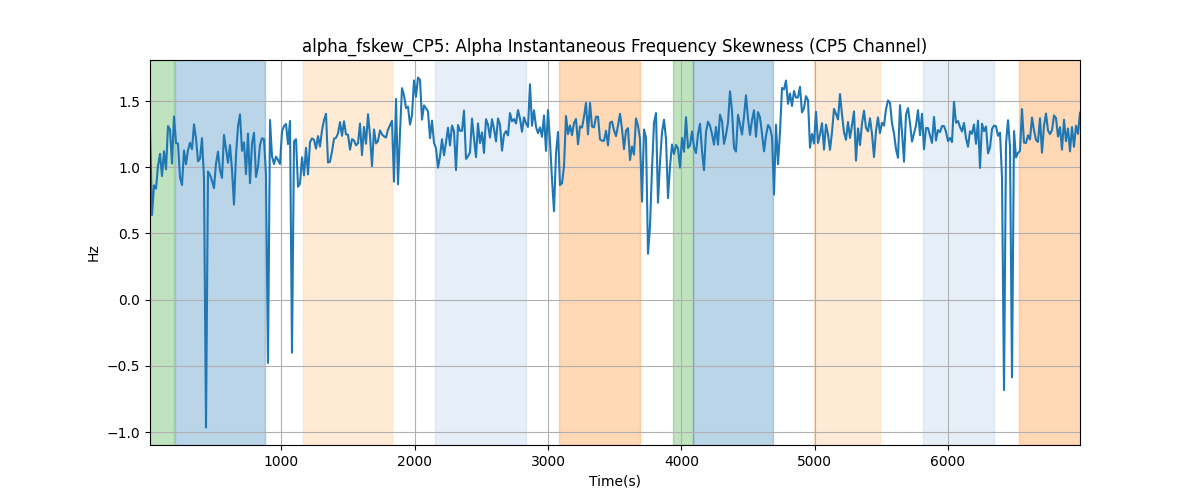 alpha_fskew_CP5: Alpha Instantaneous Frequency Skewness (CP5 Channel)
Hz
1.5
1.0
0.5
0.0
−0.5
−1.0
1000 2000 3000 4000 5000 6000
Time(s)